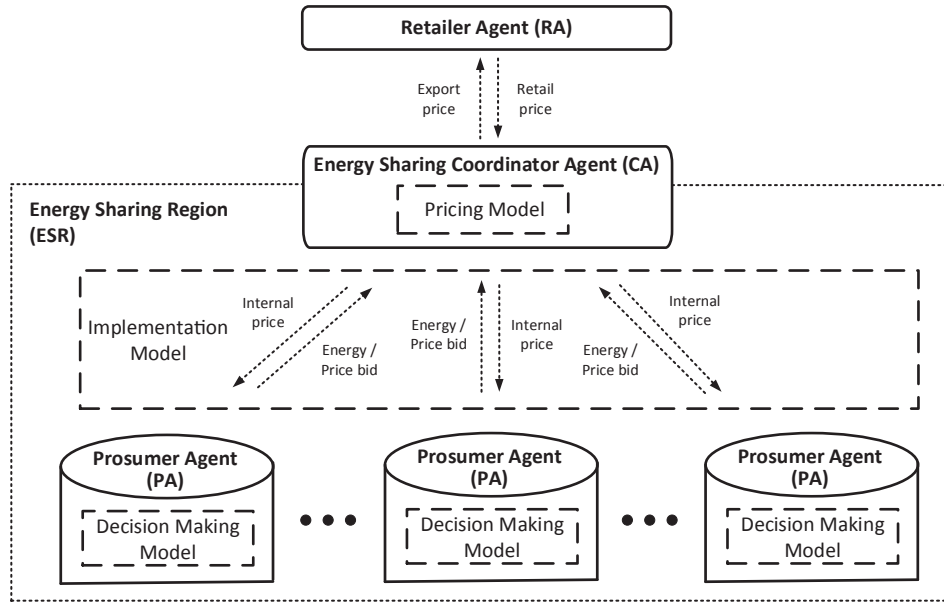 Retailer Agent (RA)
Export
price
Retail
price
Energy Sharing Coordinator Agent (CA)
Pricing Model
Energy Sharing Region
(ESR)
Implementation
Model
Internal
price
Energy /
Price bid
Energy /
Price bid
Internal
price
Energy /
Price bid
Internal
price
Prosumer Agent
(PA)
Decision Making
Model
Prosumer Agent
(PA)
Decision Making
Model
Prosumer Agent
(PA)
Decision Making
Model